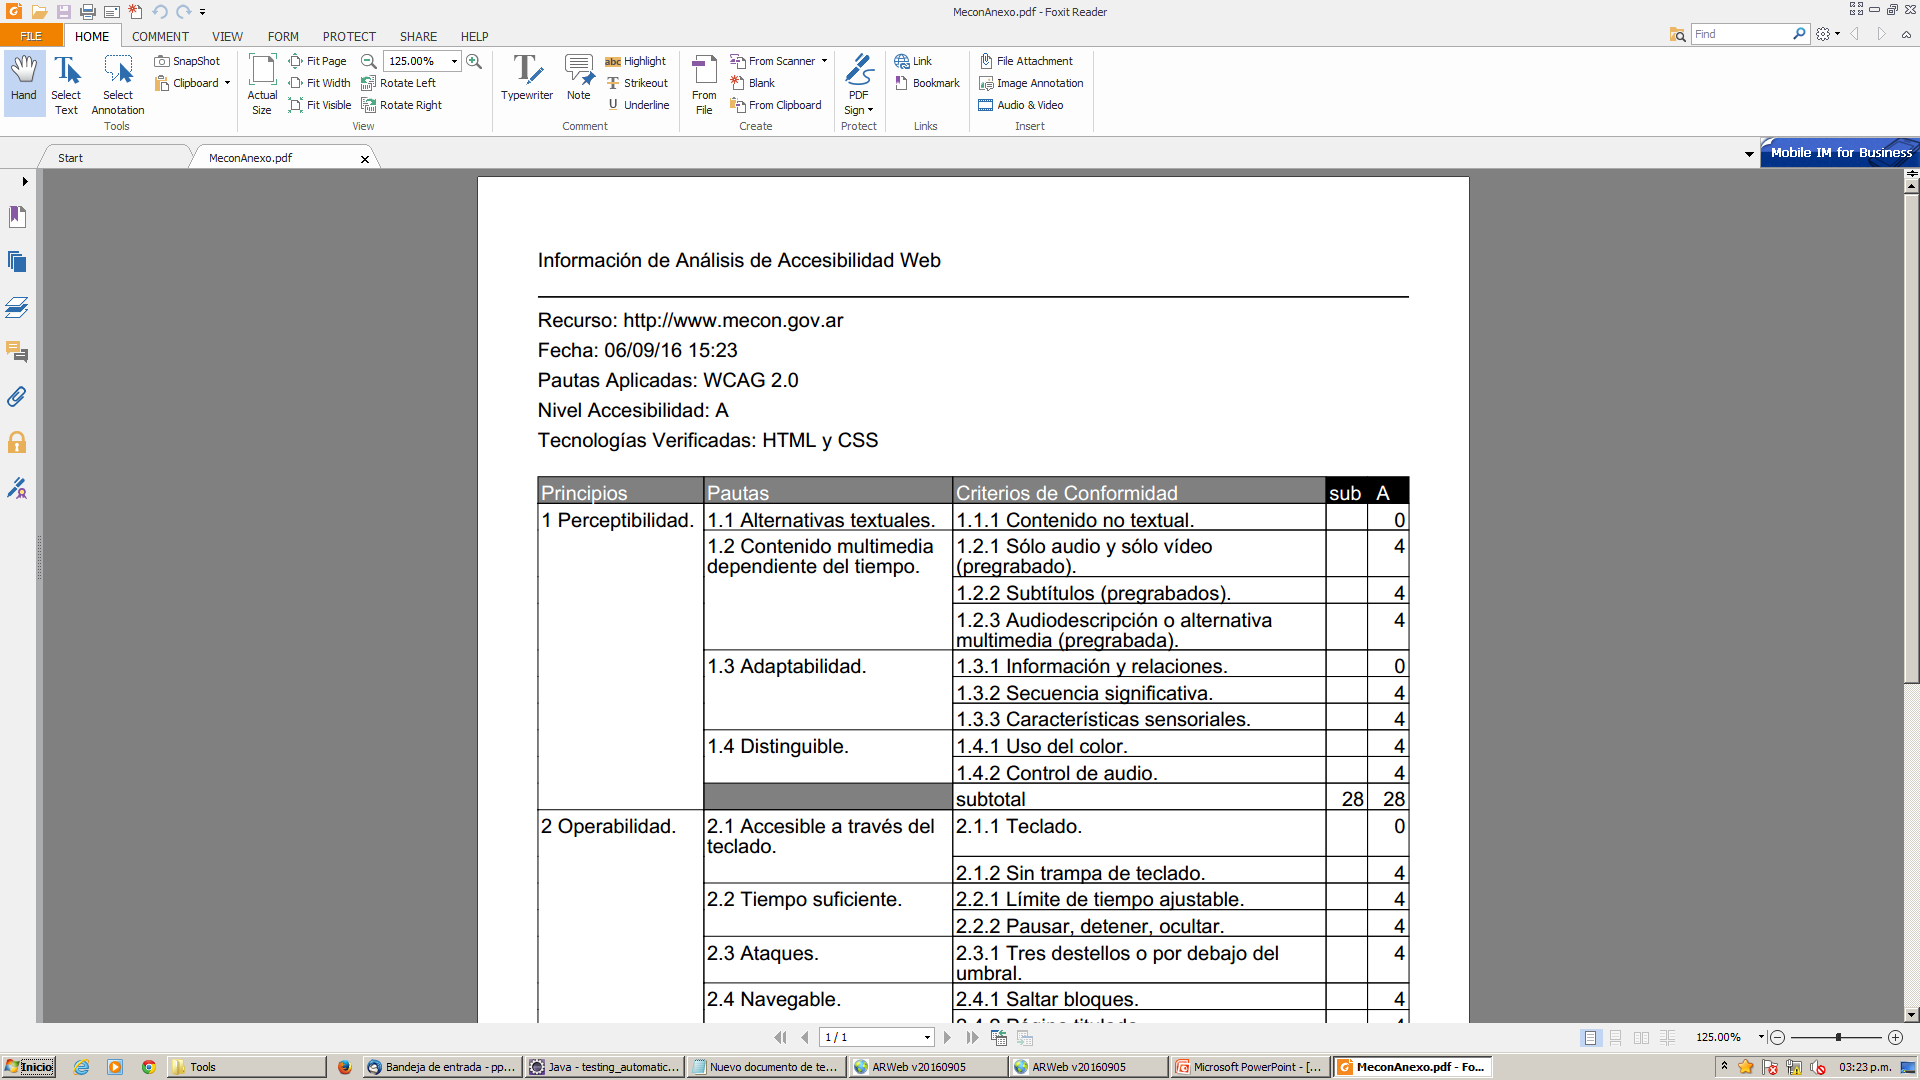 MeconAnexo.pdf - Foxit Reader
FILE HOME COMMENT VIEW FORM PROTECT SHARE HELP
Find
Hand
Select Text
Select Annotation
SnapShot
Clipboard
Tools
Actual Size
Fit Page
Fit Width
Fit Visible
125.00%
Rotate Left
Rotate Right
View
Typewriter
Note
abc Highlight
T Strikeout
U Underline
Comment
From File
From Scanner
Blank
From Clipboard
Create
PDF Sign
Protect
Link
Bookmark
Links
File Attachment
Image Annotation
Audio & Video
Insert
Start
MeconAnexo.pdf
Mobile IM for Business
Información de Análisis de Accesibilidad Web
Recurso: http://www.mecon.gov.ar
Fecha: 06/09/16 15:23
Pautas Aplicadas: WCAG 2.0
Nivel Accesibilidad: A
Tecnologías Verificadas: HTML y CSS
Principios Pautas Criterios de Conformidad sub A
1 Perceptibilidad. 1.1 Alternativas textuales. 1.1.1 Contenido no textual. 0
1.2 Contenido multimedia dependiente del tiempo. 1.2.1 Sólo audio y sólo vídeo (pregrabado). 4
1.2.2 Subtítulos (pregrabados). 4
1.2.3 Audiodescripción o alternativa multimedia (pregrabada). 4
1.3 Adaptabilidad. 1.3.1 Información y relaciones. 0
1.3.2 Secuencia significativa. 4
1.3.3 Características sensoriales. 4
1.4 Distinguible. 1.4.1 Uso del color. 4
1.4.2 Control de audio. 4
subtotal 28 28
2 Operabilidad. 2.1 Accesible a través del teclado. 2.1.1 Teclado. 0
2.1.2 Sin trampa de teclado. 4
2.2 Tiempo suficiente. 2.2.1 Límite de tiempo ajustable. 4
2.2.2 Pausar, detener, ocultar. 4
2.3 Ataques. 2.3.1 Tres destellos o por debajo del umbral. 4
2.4 Navegable. 2.4.1 Saltar bloques. 4
1 / 1
125.00%
Inicio
Tools
Bandeja de entrada - pp...
Java - testing_automatic...
Nuevo documento de te...
ARWeb v20160905
ARWeb v20160905
Microsoft PowerPoint - [...
MeconAnexo.pdf - Fo...
03:23 p.m.